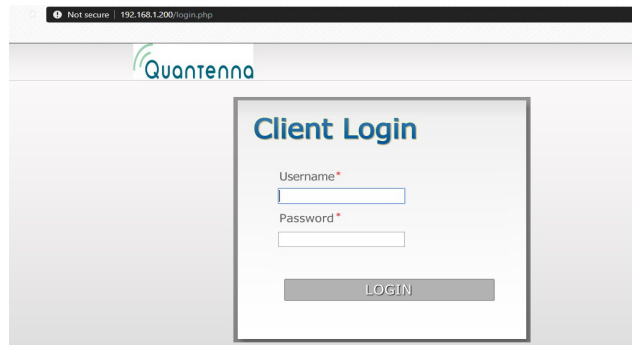 Not secure | 192.168.1.200/login.php
Quantenna
Client Login
Username*
Password*
LOGIN